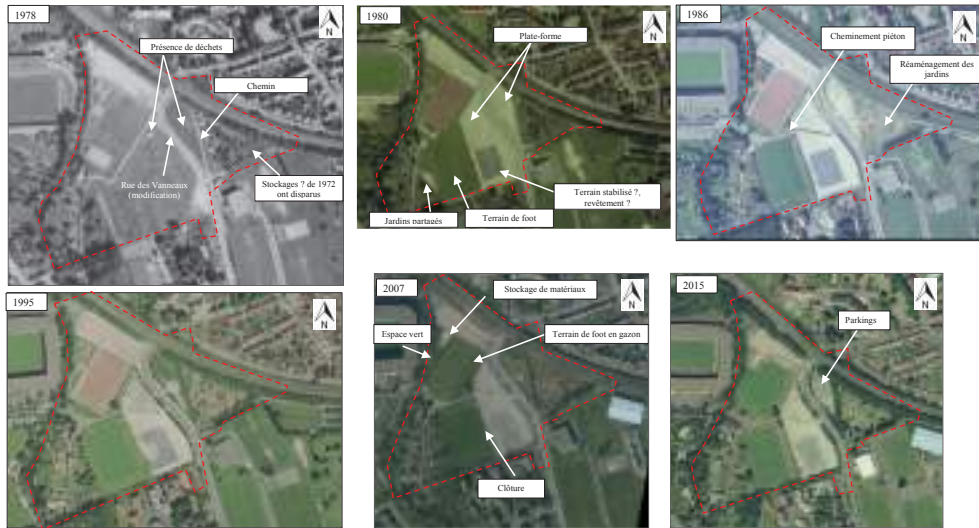 1978
N
Présence de déchets
Chemin
Rue des Vanneaux
(modification)
Stockages ? de 1972
ont disparus
1980
N
Plate-forme
Terrain stabilisé ?,
revêtement ?
Jardins partagés
Terrain de foot
1986
N
Cheminement piéton
Réaménagement des
jardins
1995
N
2007
N
Stockage de matériaux
Espace vert
Terrain de foot en gazon
Clôture
2015
N
Parkings